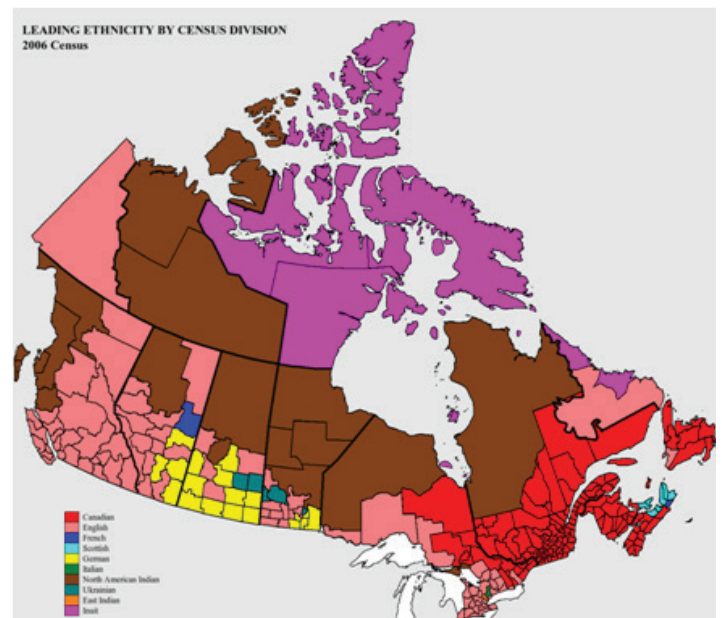 LEADING ETHNICITY BY CENSUS DIVISION
2006 Census
Canadian
English
French
Scottish
German
Italian
North American Indian
Ukrainian
East Indian
Inuit